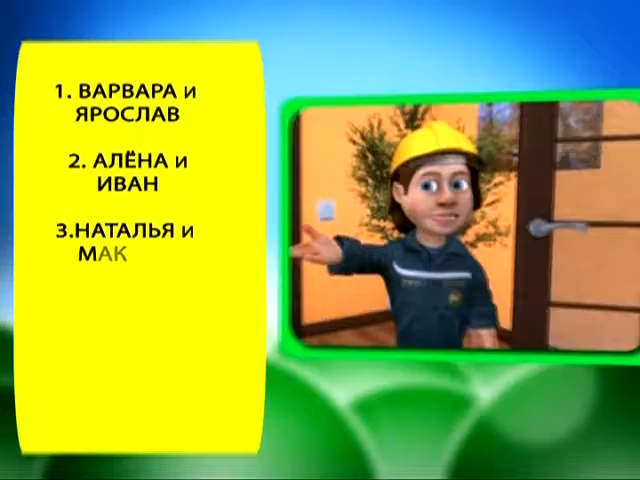 1. ВАРВАРА и
ЯРОСЛАВ
2. АЛЁНА и
ИВАН
3.НАТАЛЬЯ и
МАК